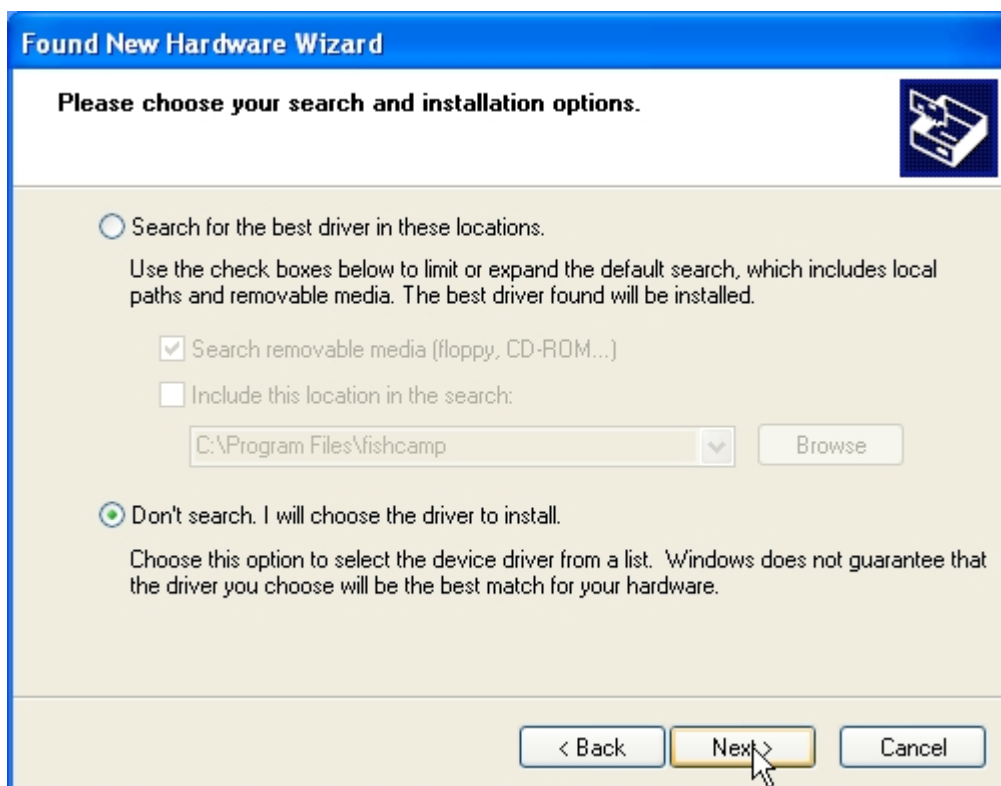 Found New Hardware Wizard
Please choose your search and installation options.
Search for the best driver in these locations.
Use the check boxes below to limit or expand the default search, which includes local
paths and removable media. The best driver found will be installed.
Search removable media (floppy, CD-ROM...)
Include this location in the search:
C:\Program Files\fishcamp
Browse
Don't search. I will choose the driver to install.
Choose this option to select the device driver from a list. Windows does not guarantee that
the driver you choose will be the best match for your hardware.
< Back
Next >
Cancel